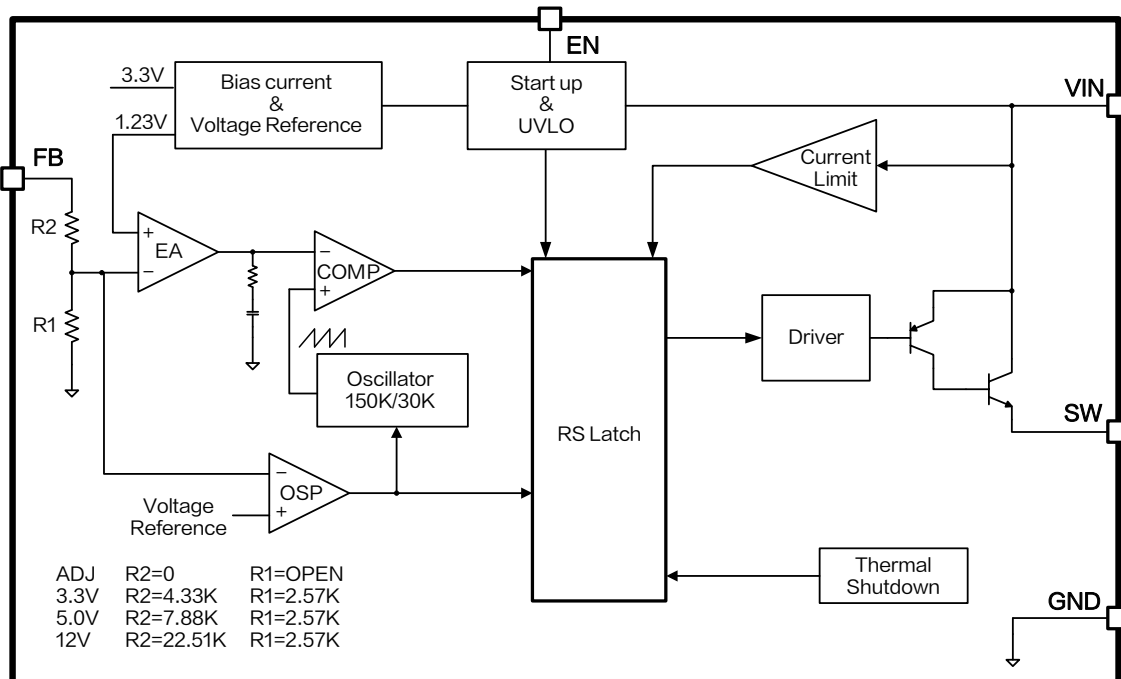 EN
3.3V
Bias current
&
Voltage Reference
1.23V
Start up
&
UVLO
VIN
FB
Current
Limit
R2
+
EA
−
−
COMP
+
R1
Oscillator
150K/30K
Driver
SW
RS Latch
−
OSP
+
Voltage
Reference
ADJ R2=0 R1=OPEN
3.3V R2=4.33K R1=2.57K
5.0V R2=7.88K R1=2.57K
12V R2=22.51K R1=2.57K
Thermal
Shutdown
GND